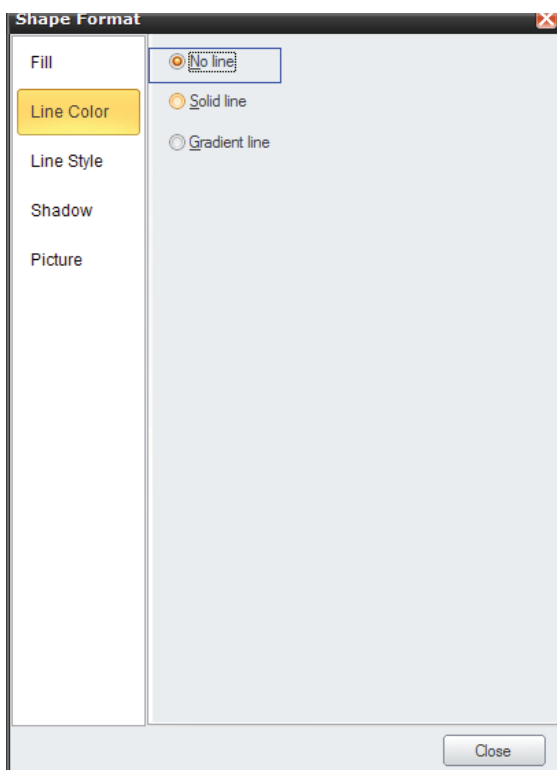 Shape Format
Fill
Line Color
Line Style
Shadow
Picture
No line
Solid line
Gradient line
Close